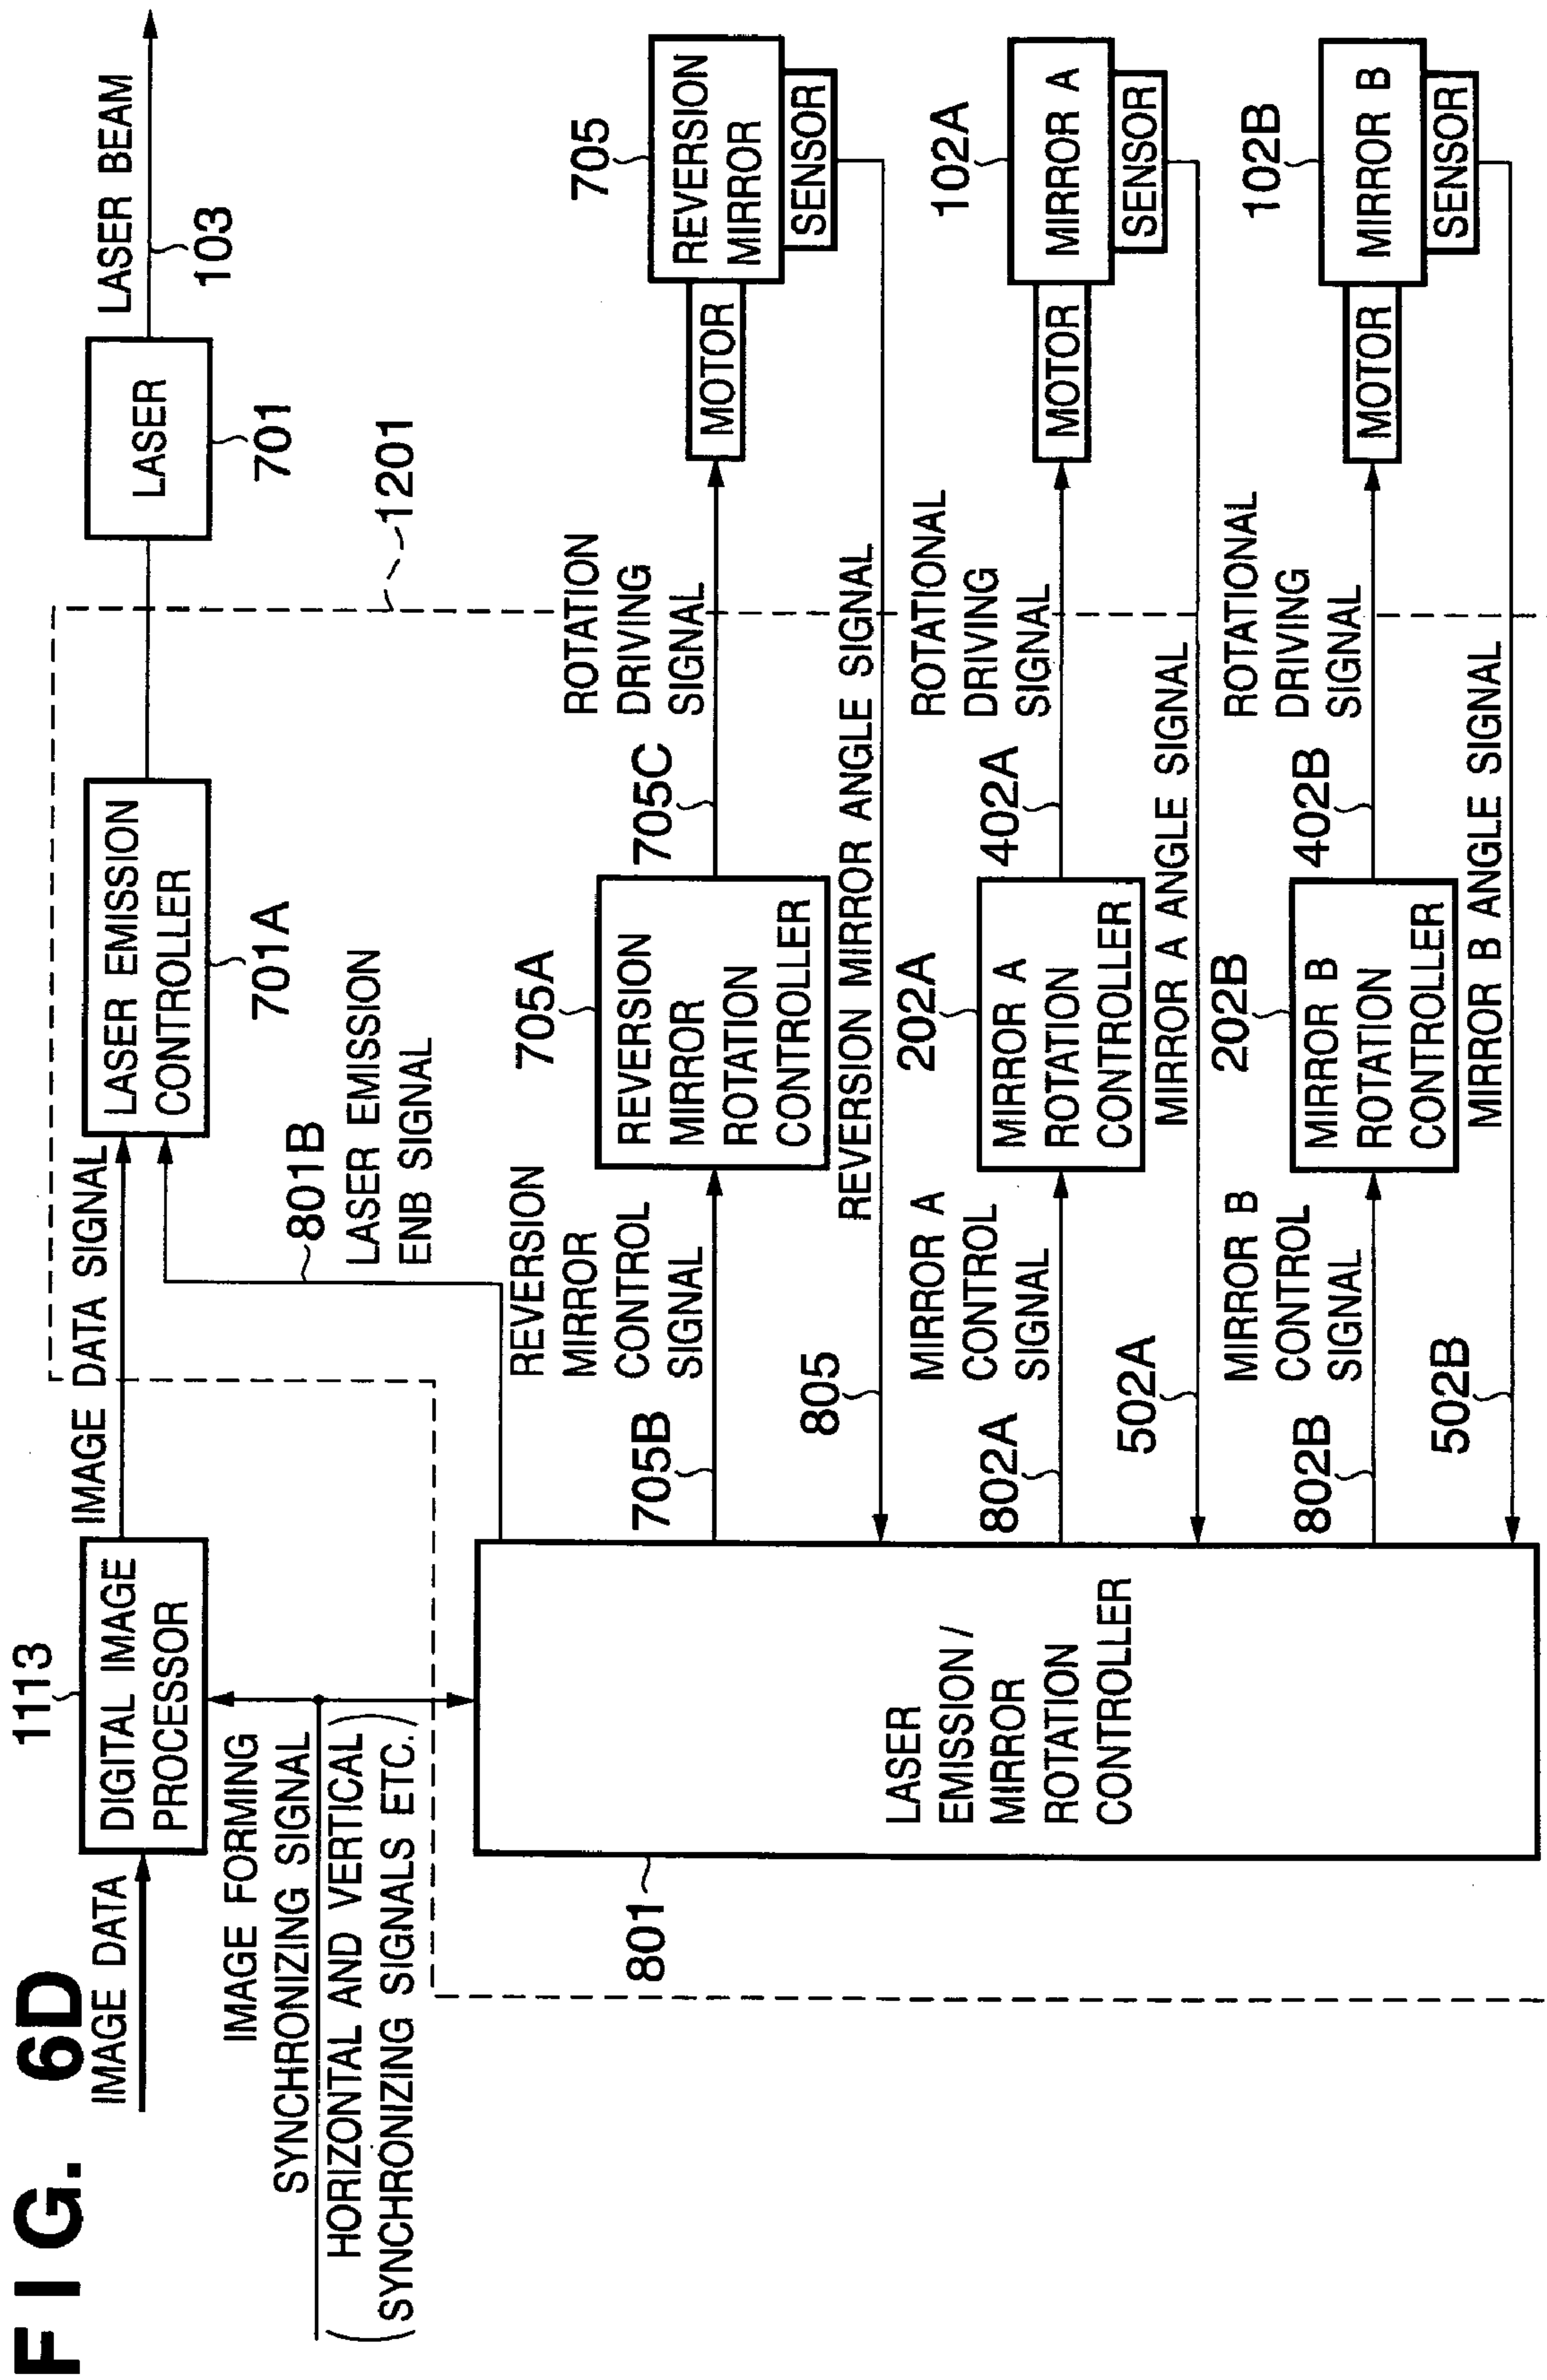 FIG. 6D
IMAGE DATA
1113
DIGITAL IMAGE
PROCESSOR
IMAGE DATA SIGNAL
LASER EMISSION
CONTROLLER
701A
LASER
701
LASER BEAM
103
1201
IMAGE FORMING
SYNCHRONIZING SIGNAL
(HORIZONTAL AND VERTICAL
SYNCHRONIZING SIGNALS ETC.)
801B
LASER EMISSION
ENB SIGNAL
801
LASER
EMISSION /
MIRROR
ROTATION
CONTROLLER
REVERSION
MIRROR
CONTROL
SIGNAL
705B
705A
REVERSION
MIRROR
ROTATION
CONTROLLER
705C
ROTATION
DRIVING
SIGNAL
MOTOR
705
REVERSION
MIRROR
SENSOR
805
REVERSION MIRROR ANGLE SIGNAL
MIRROR A
CONTROL
SIGNAL
802A
202A
MIRROR A
ROTATION
CONTROLLER
402A
ROTATIONAL
DRIVING
SIGNAL
MOTOR
102A
MIRROR A
SENSOR
502A
MIRROR A ANGLE SIGNAL
MIRROR B
CONTROL
SIGNAL
802B
202B
MIRROR B
ROTATION
CONTROLLER
402B
ROTATIONAL
DRIVING
SIGNAL
MOTOR
102B
MIRROR B
SENSOR
502B
MIRROR B ANGLE SIGNAL